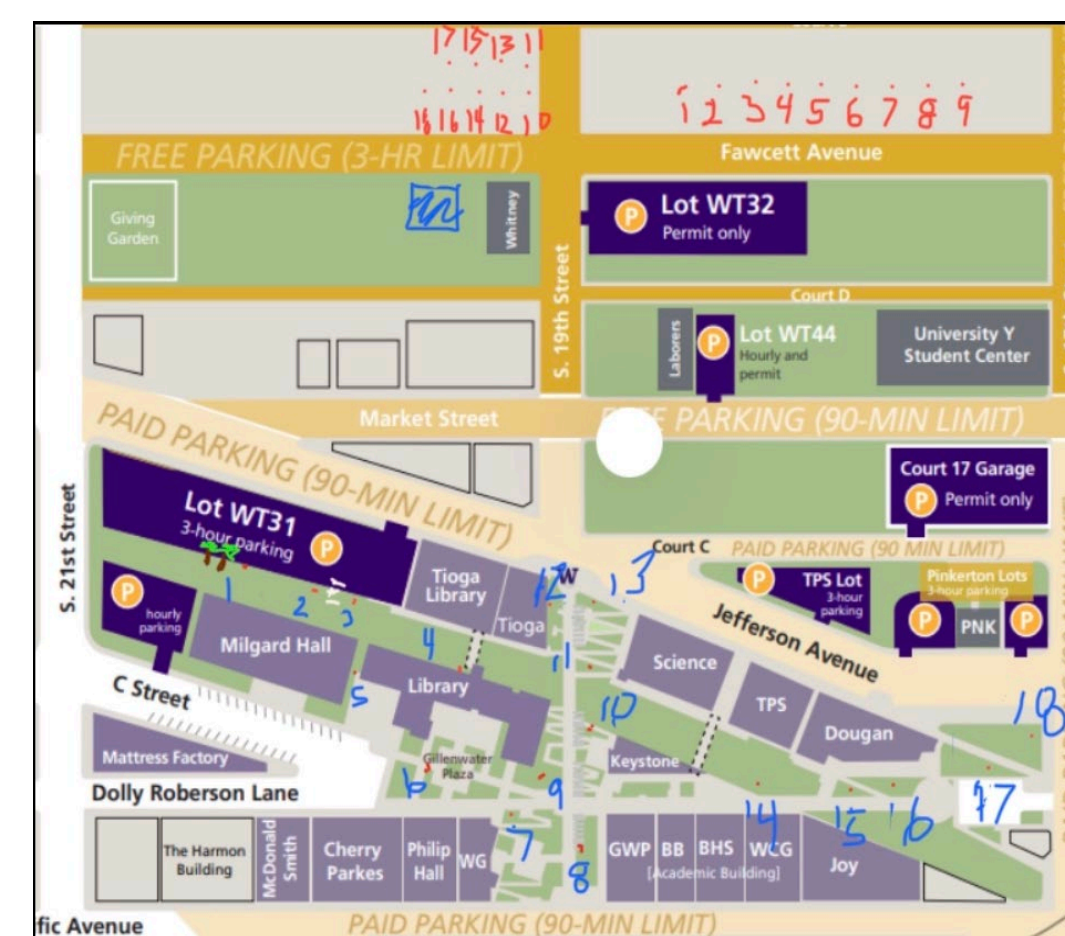 17 15 13 11
18 16 14 12 10
1 2 3 4 5 6 7 8 9
FREE PARKING (3-HR LIMIT)
Fawcett Avenue
Giving
Garden
Whitney
P
Lot WT32
Permit only
S. 19th Street
Court D
Laborers
P
Lot WT44
Hourly and
permit
University Y
Student Center
Market Street
PARKING (90-MIN LIMIT)
PAID PARKING (90-MIN LIMIT)
Court 17 Garage
P
Permit only
S. 21st Street
Lot WT31
3-hour parking
P
Court C
PAID PARKING (90 MIN LIMIT)
Tioga
Library
Tioga
12
W
13
P
TPS Lot
3-hour
parking
Pinkerton Lots
3-hour parking
P
PNK
P
P
hourly
parking
1
2
3
4
5
Milgard Hall
Library
11
10
Jefferson Avenue
Science
TPS
Dougan
18
C Street
Mattress Factory
Gillenwater
Plaza
6
9
Keystone
Dolly Roberson Lane
7
8
14
15
16
17
The Harmon
Building
McDonald
Smith
Cherry
Parkes
Philip
Hall
WG
GWP
BB
BHS
WCG
[Academic Building]
Joy
fic Avenue
PAID PARKING (90-MIN LIMIT)